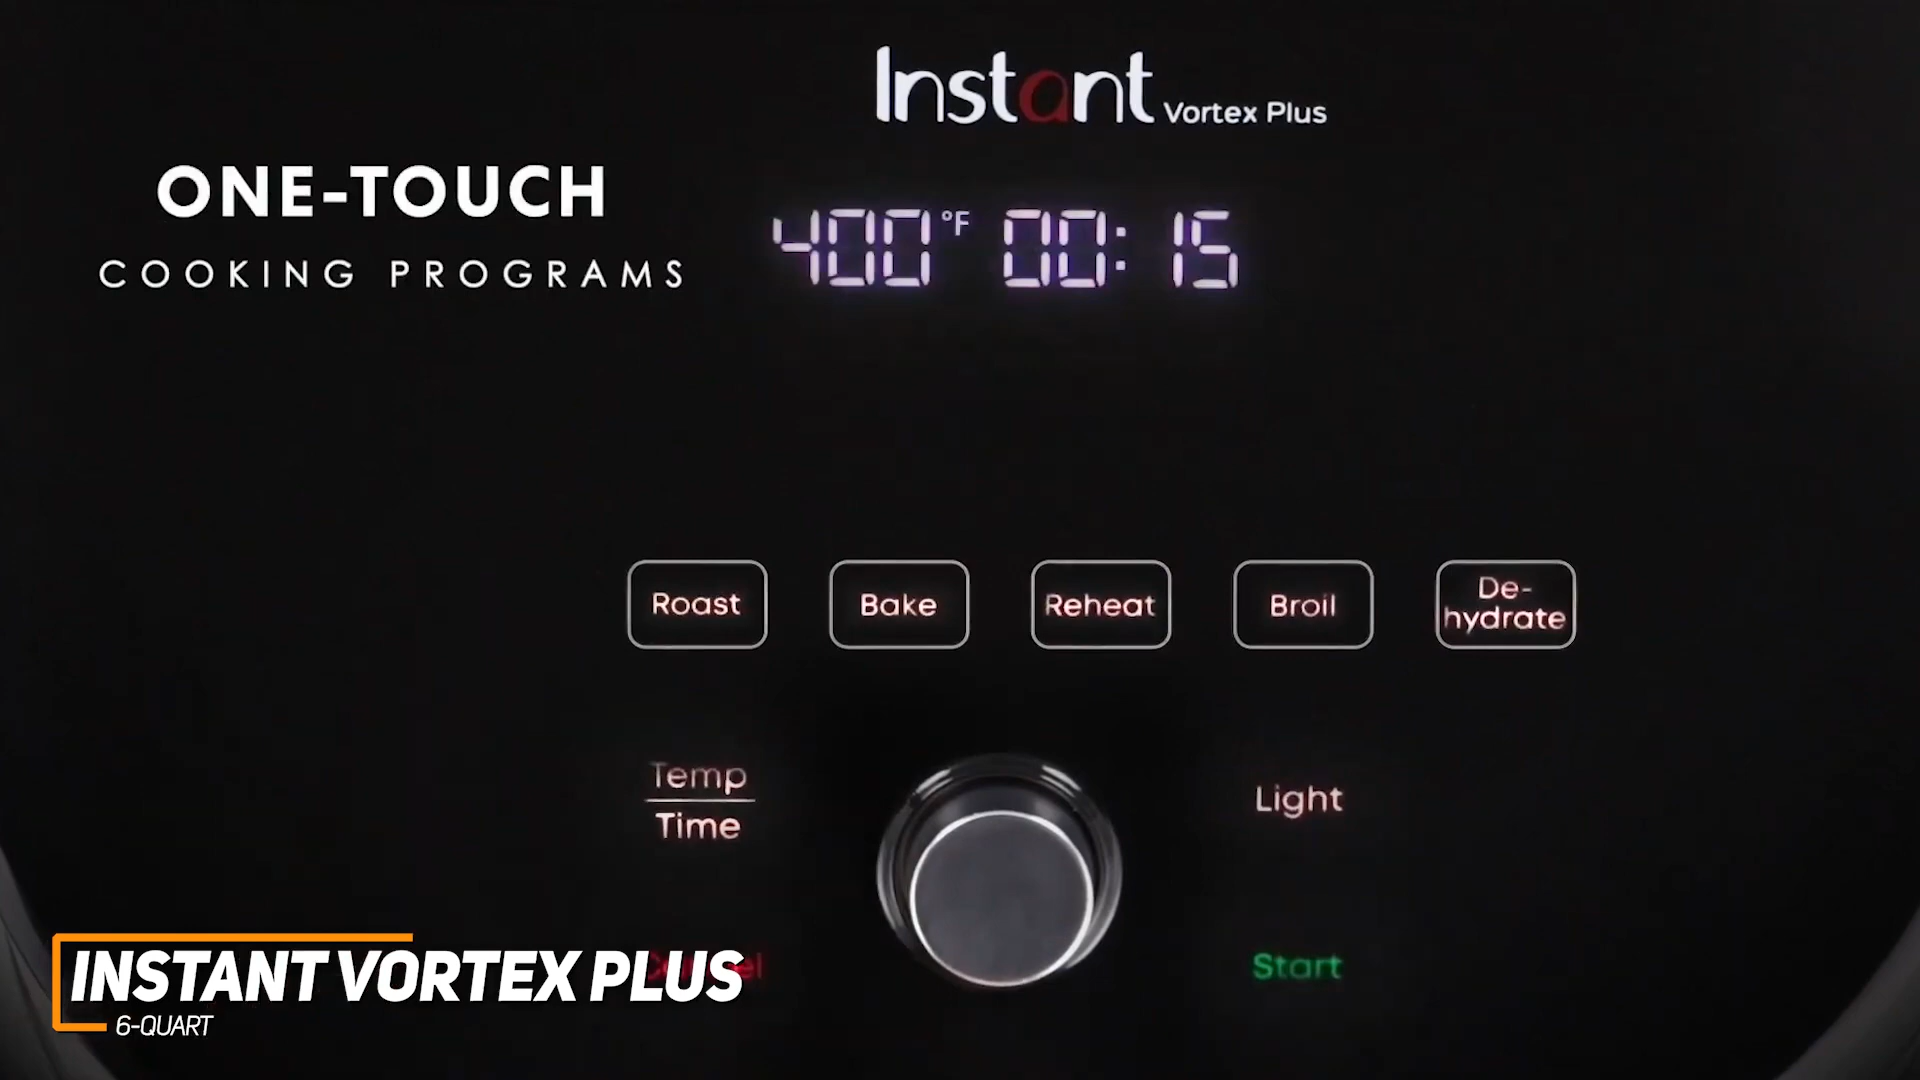 Instant Vortex Plus
ONE-TOUCH
COOKING PROGRAMS
400 °F 00:15
Roast
Bake
Reheat
Broil
De-
hydrate
Temp
Time
Light
Start
INSTANT VORTEX PLUS
6-QUART